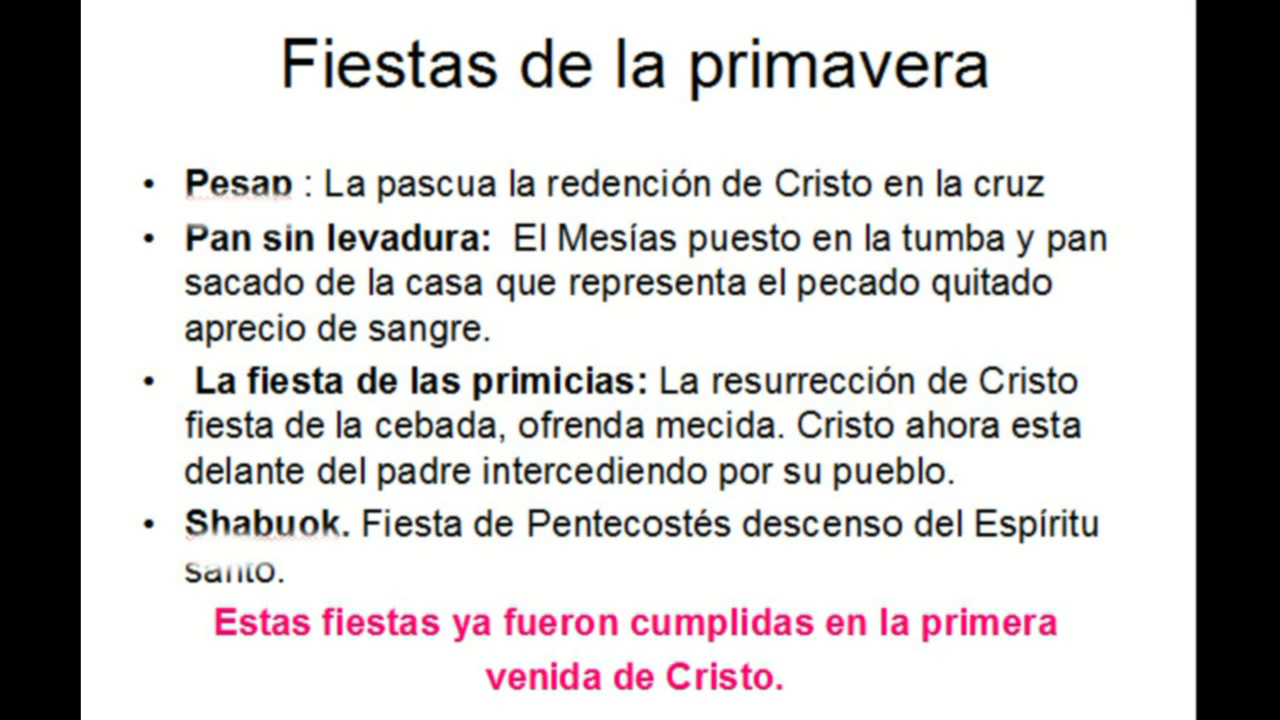 Fiestas de la primavera
• Pesap : La pascua la redención de Cristo en la cruz
• Pan sin levadura: El Mesías puesto en la tumba y pan
sacado de la casa que representa el pecado quitado
aprecio de sangre.
• La fiesta de las primicias: La resurrección de Cristo
fiesta de la cebada, ofrenda mecida. Cristo ahora esta
delante del padre intercediendo por su pueblo.
• Shabuok. Fiesta de Pentecostés descenso del Espíritu
santo.
Estas fiestas ya fueron cumplidas en la primera
venida de Cristo.